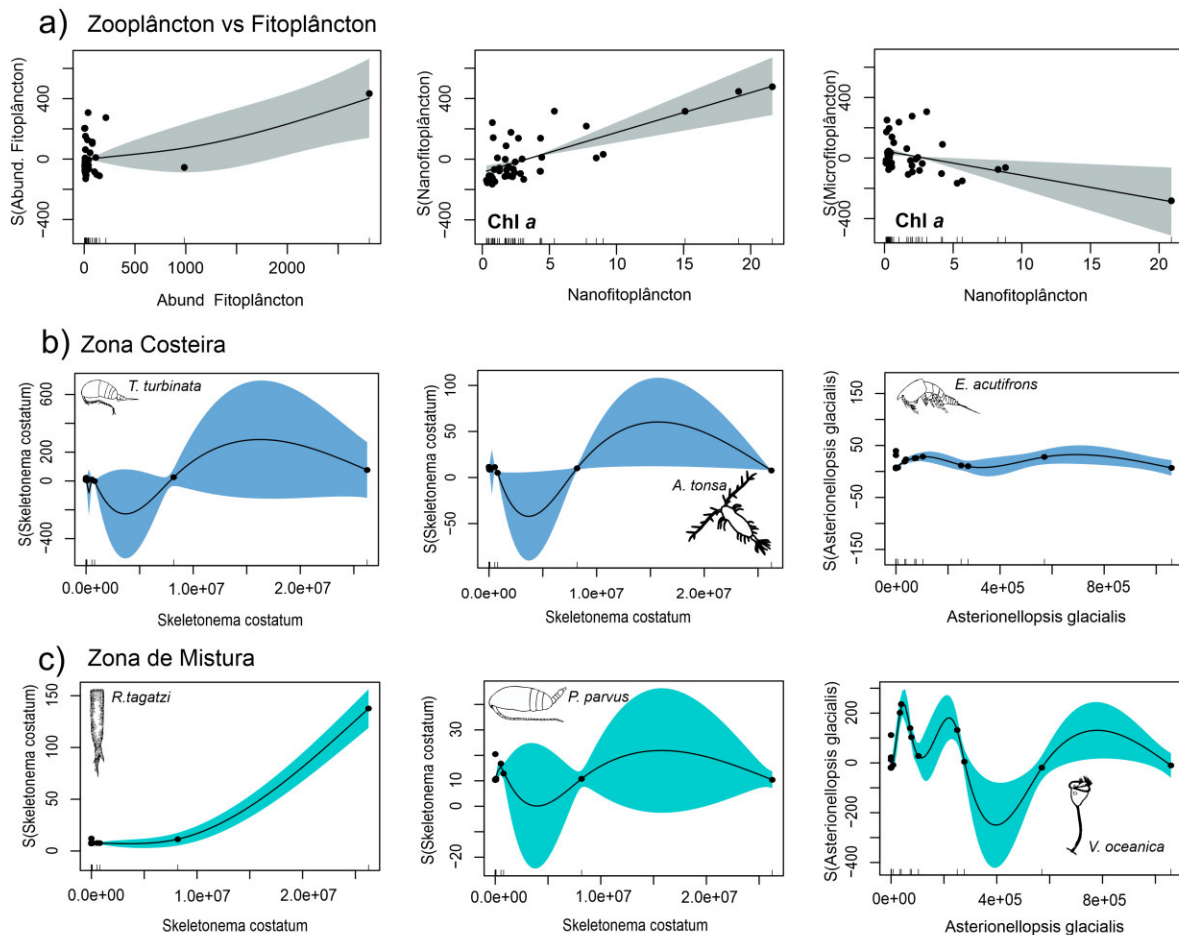 a) Zooplâncton vs Fitoplâncton
S(Abund. Fitoplâncton)
400
0
−400
0 500 1000 2000
Abund Fitoplâncton
S(Nanofitoplâncton)
400
0
−400
Chl a
0 5 10 15 20
Nanofitoplâncton
S(Microfitoplâncton)
400
0
−400
Chl a
0 5 10 15 20
Nanofitoplâncton
b) Zona Costeira
T. turbinata
S(Skeletonema costatum)
600
200
0
−400
0.0e+00 1.0e+07 2.0e+07
Skeletonema costatum
A. tonsa
S(Skeletonema costatum)
100
50
0
−50
0.0e+00 1.0e+07 2.0e+07
Skeletonema costatum
E. acutifrons
S(Asterionellopsis glacialis)
150
50
0
−50
−150
0e+00 4e+05 8e+05
Asterionellopsis glacialis
c) Zona de Mistura
R.tagatzi
S(Skeletonema costatum)
150
100
50
0
0.0e+00 1.0e+07 2.0e+07
Skeletonema costatum
P. parvus
S(Skeletonema costatum)
30
10
0
−20
0.0e+00 1.0e+07 2.0e+07
Skeletonema costatum
V. oceanica
S(Asterionellopsis glacialis)
200
0
−200
−400
0e+00 4e+05 8e+05
Asterionellopsis glacialis